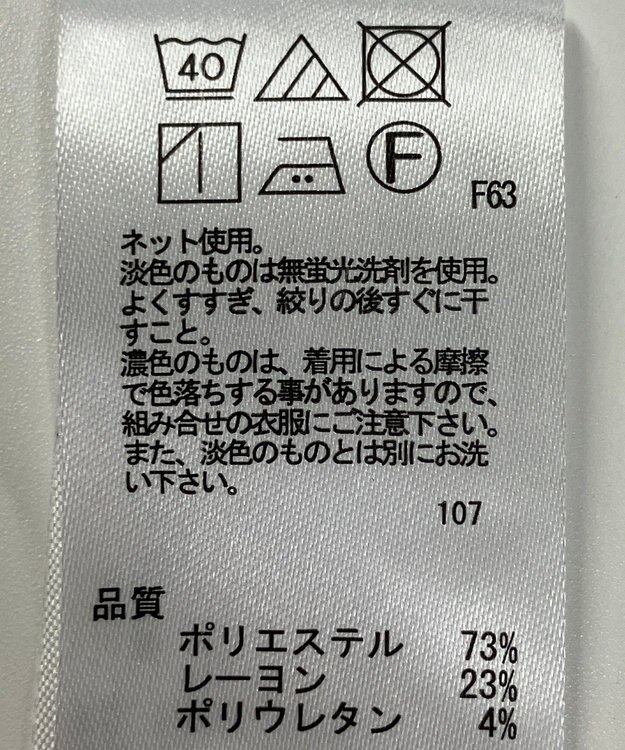 40
F
F63
ネット使用。
淡色のものは無蛍光洗剤を使用。
よくすすぎ、絞りの後すぐに干
すこと。
濃色のものは、着用による摩擦
で色落ちする事がありますので、
組み合せの衣服にご注意下さい。
また、淡色のものとは別にお洗
い下さい。
107
品質
ポリエステル 73%
レーヨン 23%
ポリウレタン 4%